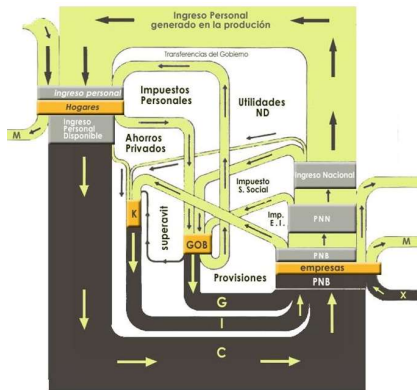 Ingreso Personal
generado en la produción
Transferencias del Gobierno
Ingreso personal
Hogares
Ingreso
Personal
Disponible
M
Impuestos
Personales
Utilidades
ND
Ahorros
Privados
Impuesto
S. Social
Ingreso Nacional
K
superavit
GOB
Imp.
E.I.
PNN
PNB
M
empresas
Provisiones
PNB
X
G
I
C